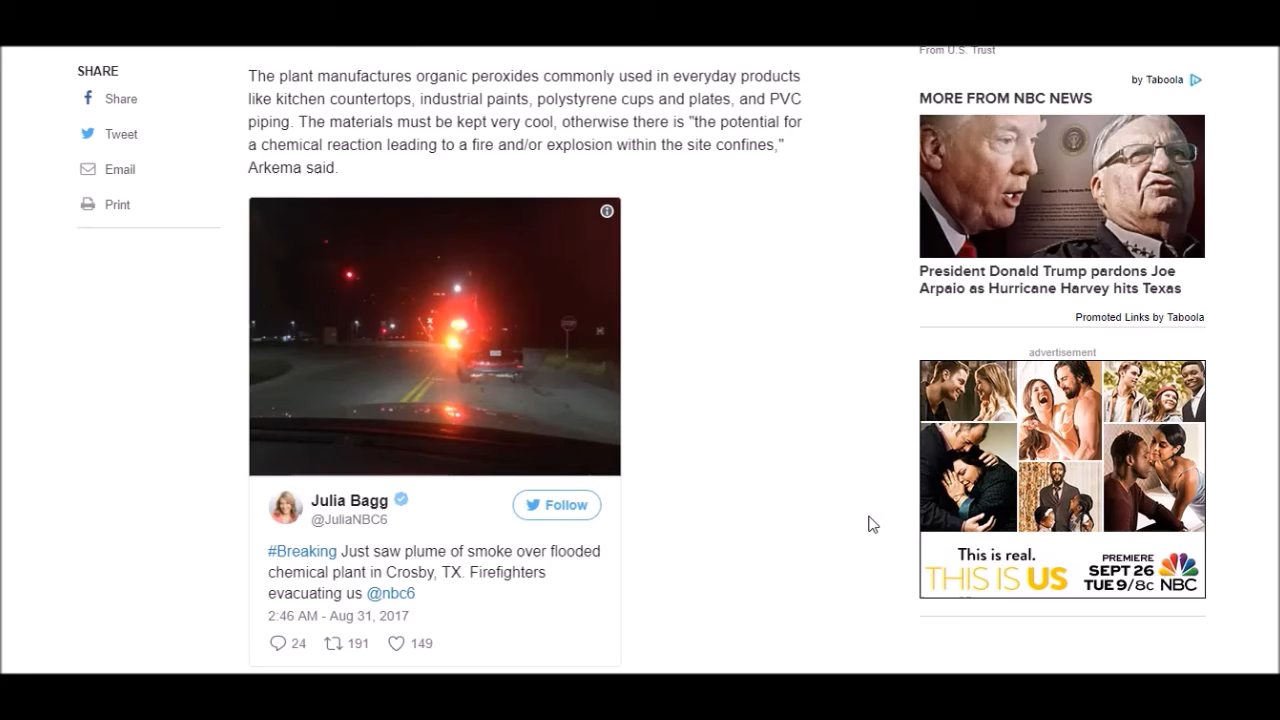 SHARE
Share
Tweet
Email
Print
The plant manufactures organic peroxides commonly used in everyday products
like kitchen countertops, industrial paints, polystyrene cups and plates, and PVC
piping. The materials must be kept very cool, otherwise there is "the potential for
a chemical reaction leading to a fire and/or explosion within the site confines,"
Arkema said.
Julia Bagg
@JuliaNBC6
Follow
#Breaking Just saw plume of smoke over flooded
chemical plant in Crosby, TX. Firefighters
evacuating us @nbc6
2:46 AM - Aug 31, 2017
24 191 149
From U.S. Trust
by Taboola
MORE FROM NBC NEWS
President Donald Trump pardons Joe
Arpaio as Hurricane Harvey hits Texas
Promoted Links by Taboola
advertisement
This is real.
THIS IS US
PREMIERE
SEPT 26
TUE 9/8c NBC